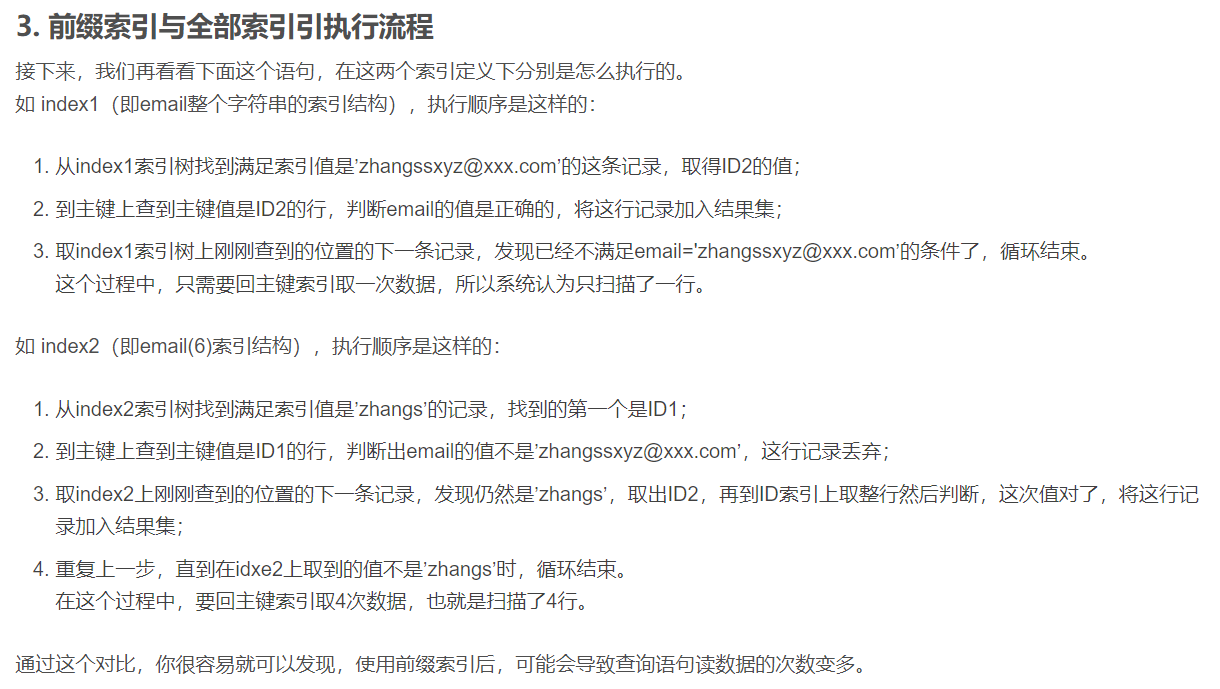 3. 前缀索引与全部索引引执行流程
接下来，我们再看看下面这个语句，在这两个索引定义下分别是怎么执行的。
如 index1（即email整个字符串的索引结构），执行顺序是这样的：
1. 从index1索引树找到满足索引值是’zhangssxyz@xxx.com’的这条记录，取得ID2的值；
2. 到主键上查到主键值是ID2的行，判断email的值是正确的，将这行记录加入结果集；
3. 取index1索引树上刚刚查到的位置的下一条记录，发现已经不满足email='zhangssxyz@xxx.com’的条件了，循环结束。
这个过程中，只需要回主键索引取一次数据，所以系统认为只扫描了一行。
如 index2（即email(6)索引结构），执行顺序是这样的：
1. 从index2索引树找到满足索引值是’zhangs’的记录，找到的第一个是ID1；
2. 到主键上查到主键值是ID1的行，判断出email的值不是’zhangssxyz@xxx.com’，这行记录丢弃；
3. 取index2上刚刚查到的位置的下一条记录，发现仍然是’zhangs’，取出ID2，再到ID索引上取整行然后判断，这次值对了，将这行记
录加入结果集；
4. 重复上一步，直到在idxe2上取到的值不是’zhangs’时，循环结束。
在这个过程中，要回主键索引取4次数据，也就是扫描了4行。
通过这个对比，你很容易就可以发现，使用前缀索引后，可能会导致查询语句读数据的次数变多。